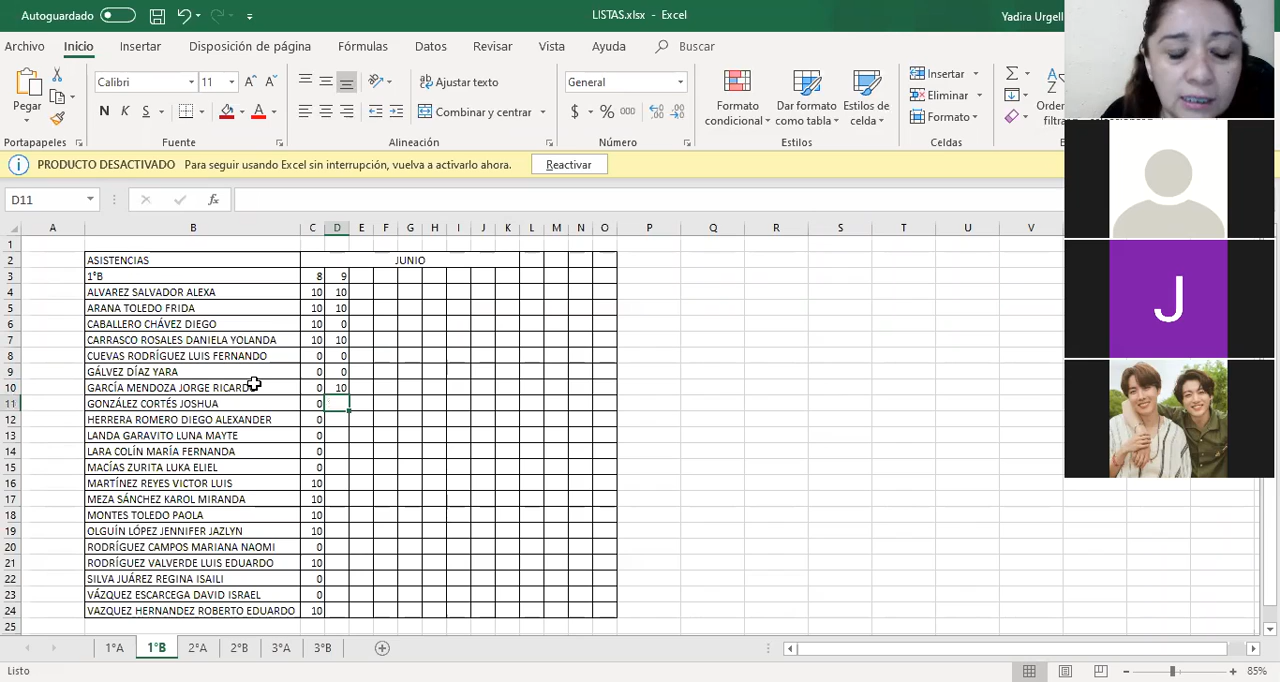 Autoguardado
LISTAS.xlsx - Excel
Yadira Urgell
Archivo Inicio Insertar Disposición de página Fórmulas Datos Revisar Vista Ayuda Buscar
Pegar
Calibri 11
N K S
Ajustar texto
Combinar y centrar
General
$ % 000
Formato condicional
Dar formato como tabla
Estilos de celda
Insertar
Eliminar
Formato
Portapapeles Fuente Alineación Número Estilos Celdas
PRODUCTO DESACTIVADO Para seguir usando Excel sin interrupción, vuelva a activarlo ahora. Reactivar
D11 fx
A B C D E F G H I J K L M N O P Q R S T U V
1
2 ASISTENCIAS JUNIO
3 1°B 8 9
4 ALVAREZ SALVADOR ALEXA 10 10
5 ARANA TOLEDO FRIDA 10 10
6 CABALLERO CHÁVEZ DIEGO 10 0
7 CARRASCO ROSALES DANIELA YOLANDA 10 10
8 CUEVAS RODRÍGUEZ LUIS FERNANDO 0 0
9 GÁLVEZ DÍAZ YARA 0 0
10 GARCÍA MENDOZA JORGE RICARDO 0 10
11 GONZÁLEZ CORTÉS JOSHUA 0
12 HERRERA ROMERO DIEGO ALEXANDER 0
13 LANDA GARAVITO LUNA MAYTE 0
14 LARA COLÍN MARÍA FERNANDA 0
15 MACÍAS ZURITA LUKA ELIEL 0
16 MARTÍNEZ REYES VICTOR LUIS 10
17 MEZA SÁNCHEZ KAROL MIRANDA 10
18 MONTES TOLEDO PAOLA 10
19 OLGUÍN LÓPEZ JENNIFER JAZLYN 10
20 RODRÍGUEZ CAMPOS MARIANA NAOMI 0
21 RODRÍGUEZ VALVERDE LUIS EDUARDO 10
22 SILVA JUÁREZ REGINA ISAILI 0
23 VÁZQUEZ ESCARCEGA DAVID ISRAEL 0
24 VAZQUEZ HERNANDEZ ROBERTO EDUARDO 10
25
J
1°A 1°B 2°A 2°B 3°A 3°B
Listo
85%